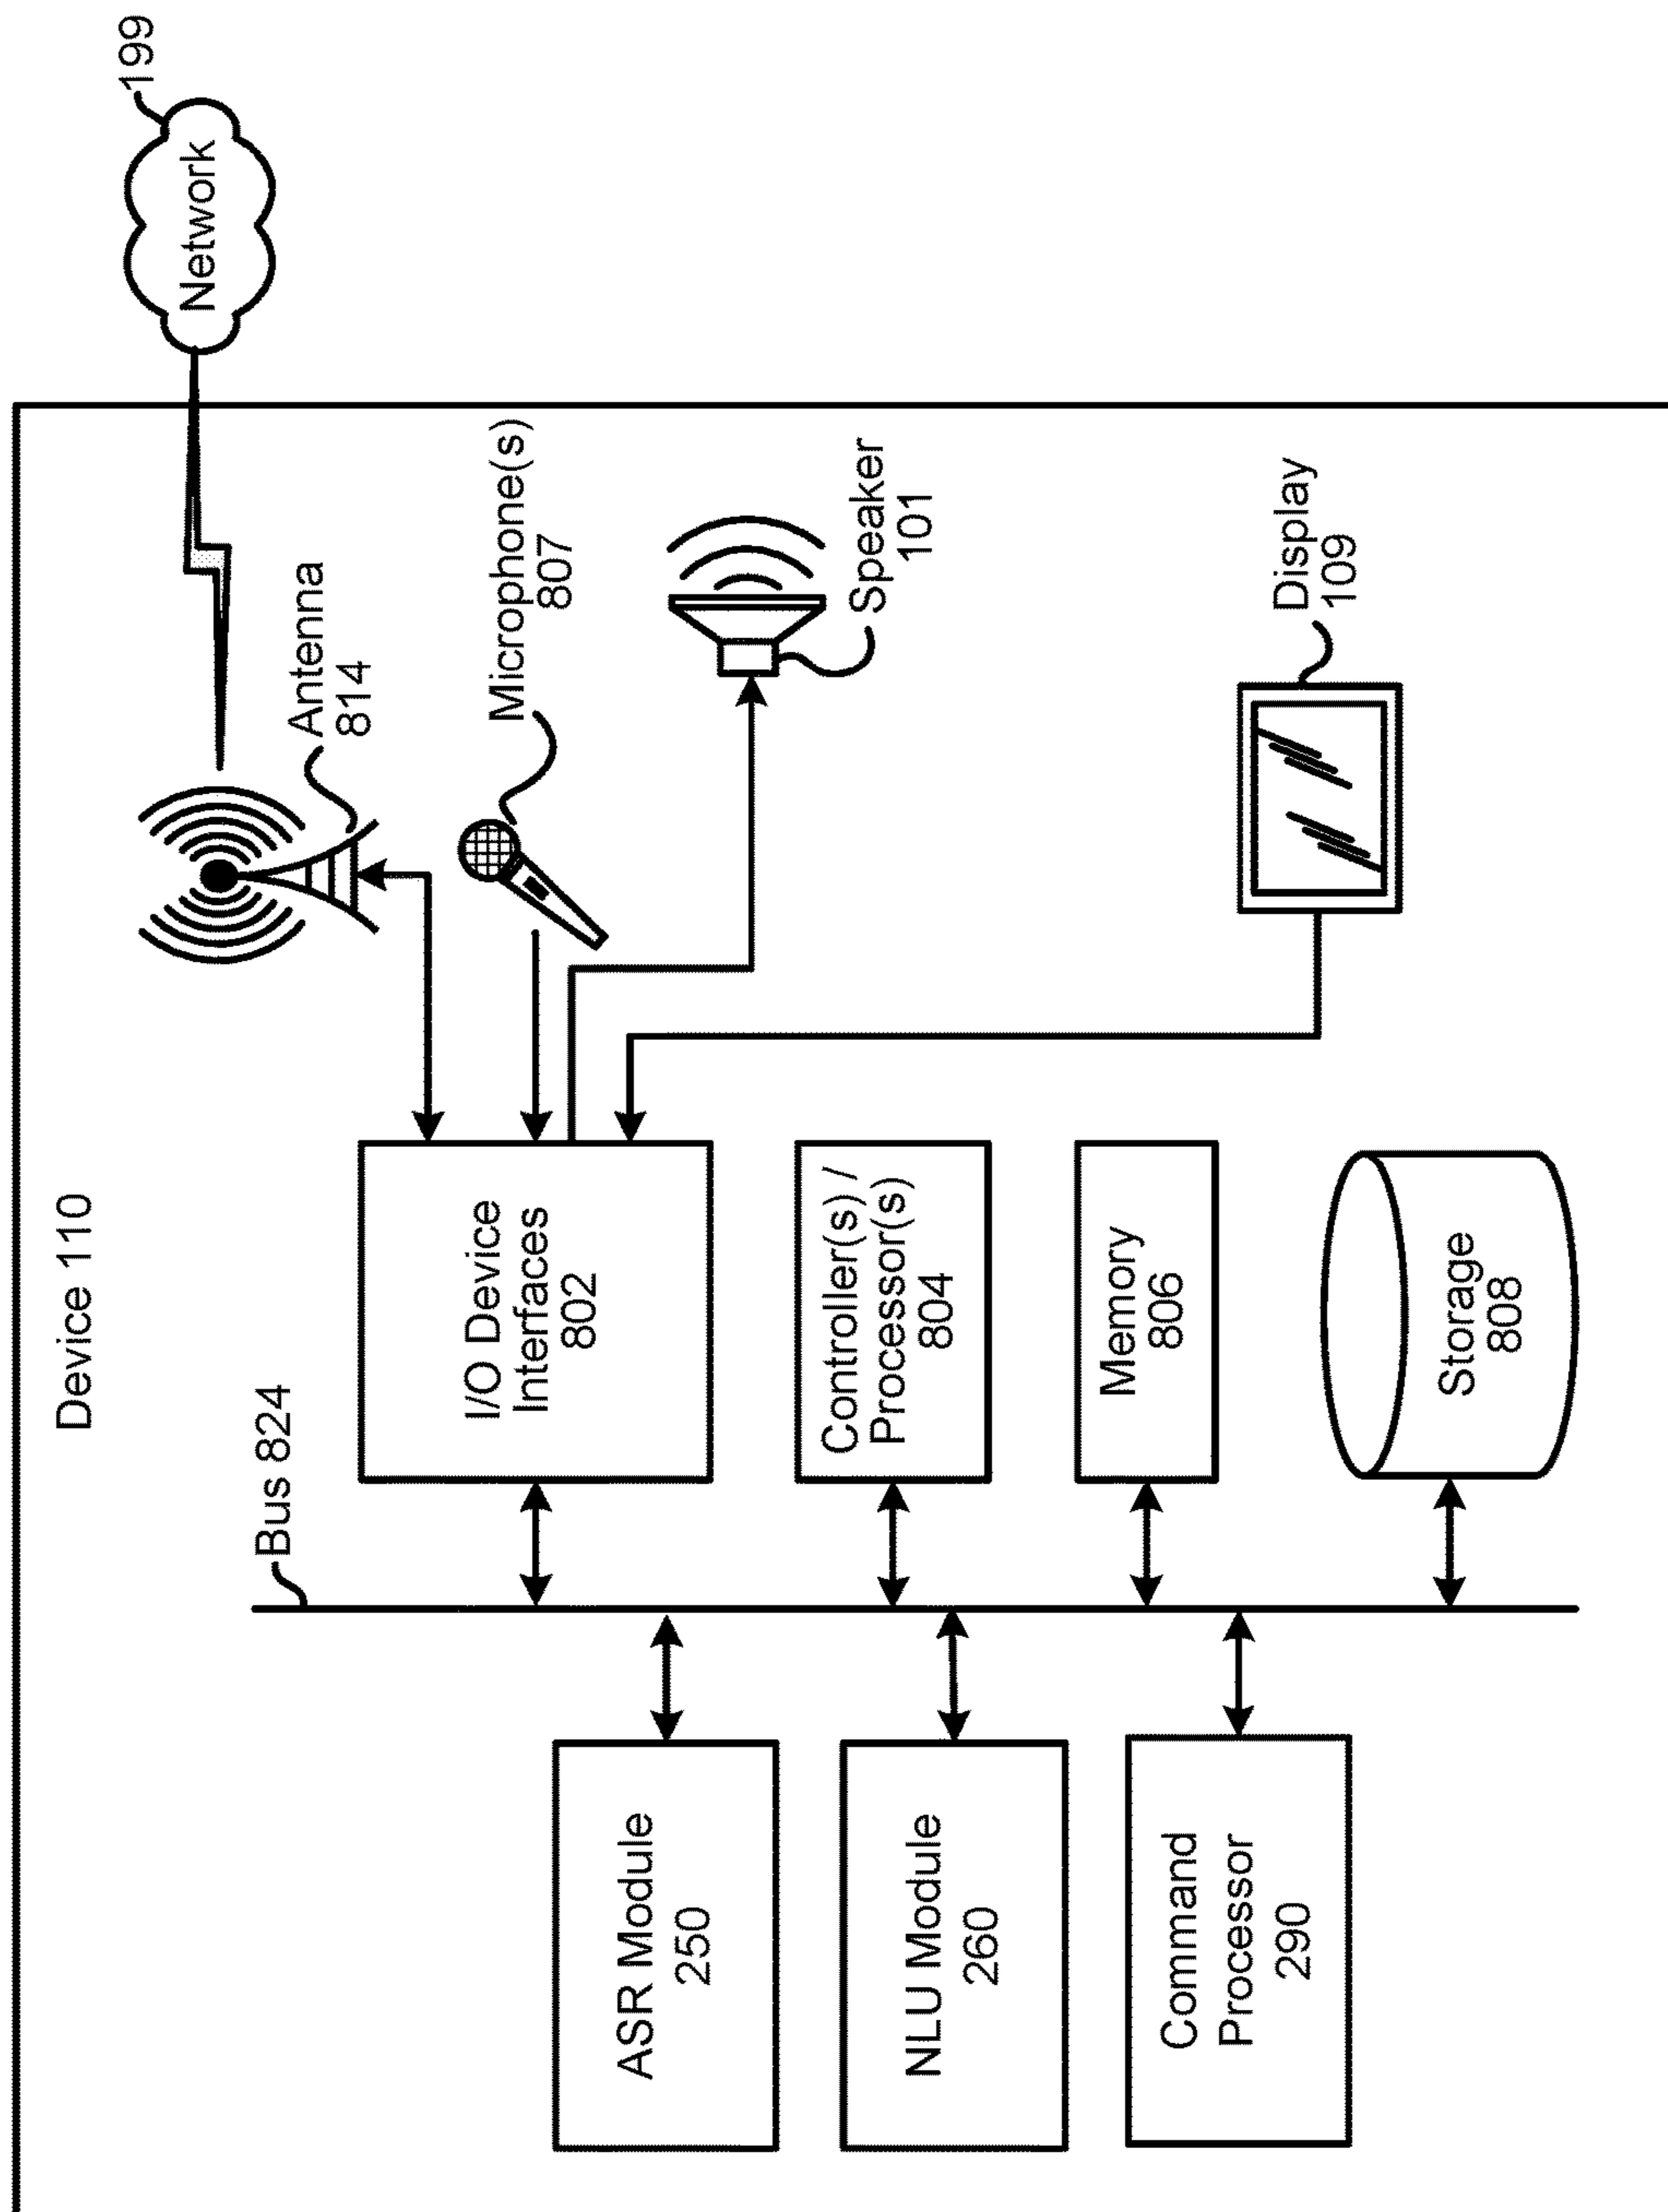 Device 110
Bus 824
ASR Module
250
NLU Module
260
Command
Processor
290
I/O Device
Interfaces
802
Controller(s) /
Processor(s)
804
Memory
806
Storage
808
Antenna
814
Microphone(s)
807
Speaker
101
Display
109
Network
199